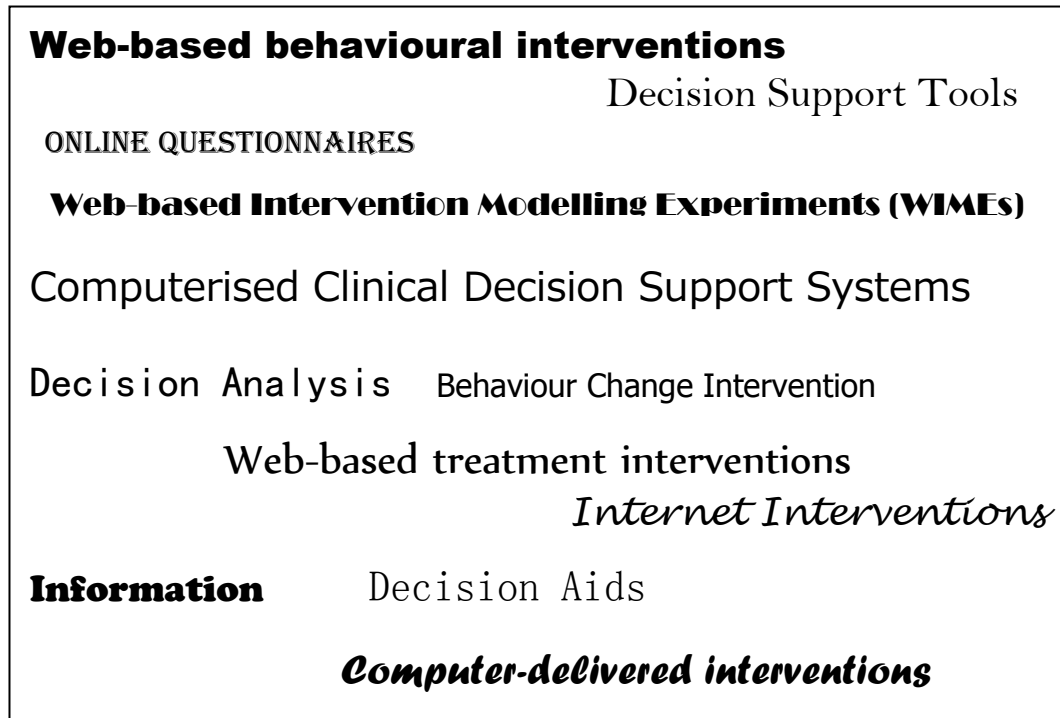 Web-based behavioural interventions
Decision Support Tools
ONLINE QUESTIONNAIRES
Web-based Intervention Modelling Experiments (WIMEs)
Computerised Clinical Decision Support Systems
Decision Analysis Behaviour Change Intervention
Web-based treatment interventions
Internet Interventions
Information Decision Aids
Computer-delivered interventions